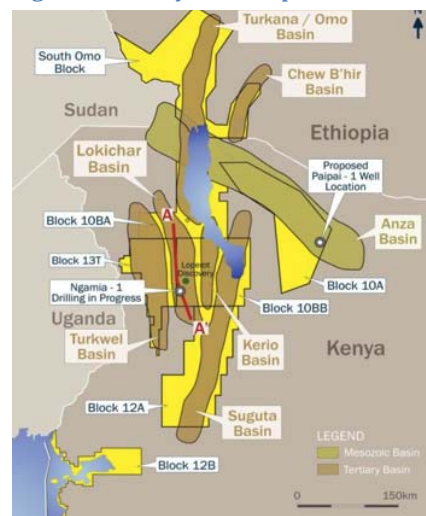 N
Turkana / Omo
Basin
South Omo
Block
Chew B'hir
Basin
Sudan
Ethiopia
Lokichar
Basin
Proposed
Paipai - 1 Well
Location
A
Block 10BA
Anza
Basin
Block 13T
Loperot
Discovery
Ngamia - 1
Drilling in Progress
Block 10A
Block 10BB
Uganda
A'
Turkwel
Basin
Kerio
Basin
Kenya
Block 12A
Suguta
Basin
LEGEND
Mesozoic Basin
Tertiary Basin
Block 12B
0 150km